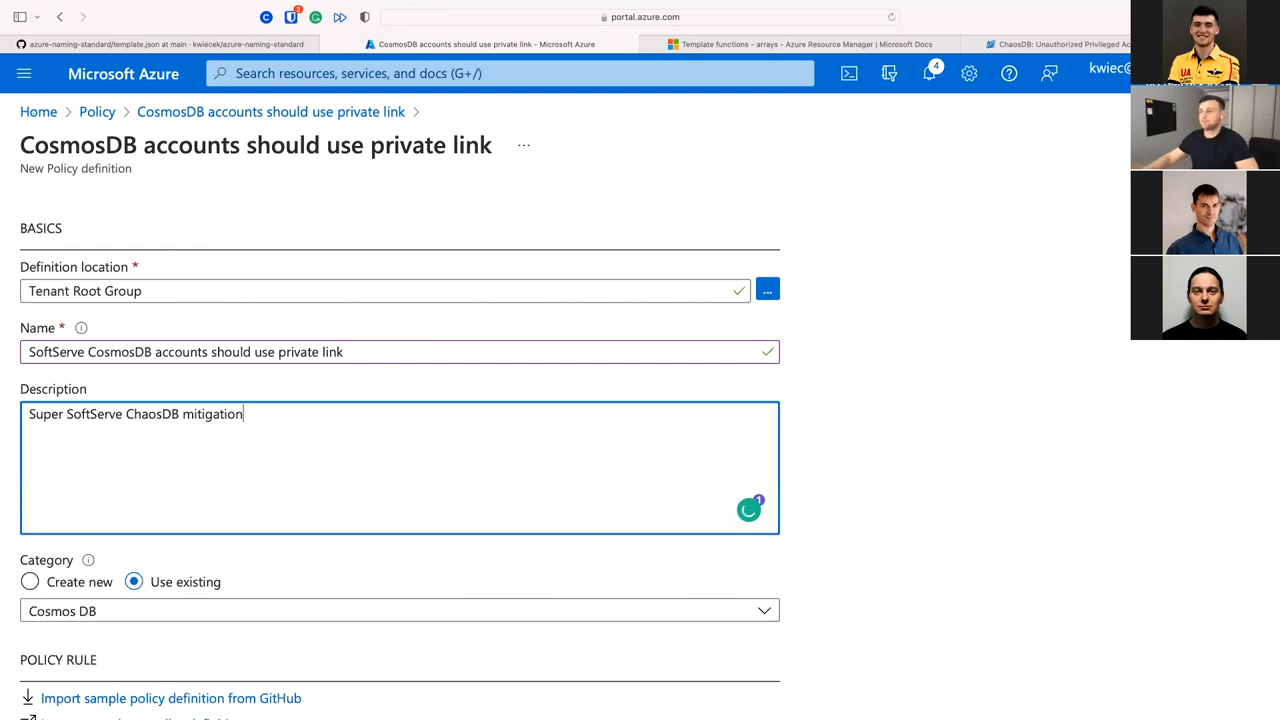 3
portal.azure.com
azure-naming-standard/template.json at main · kwiecek/azure-naming-standard
CosmosDB accounts should use private link - Microsoft Azure
Template functions - arrays - Azure Resource Manager | Microsoft Docs
ChaosDB: Unauthorized Privileged Ac
Microsoft Azure
Search resources, services, and docs (G+/)
4
kwiec@
Home > Policy > CosmosDB accounts should use private link >
CosmosDB accounts should use private link ...
New Policy definition
BASICS
Definition location *
Tenant Root Group
...
Name *
SoftServe CosmosDB accounts should use private link
Description
Super SoftServe ChaosDB mitigation
1
Category
Create new
Use existing
Cosmos DB
POLICY RULE
Import sample policy definition from GitHub